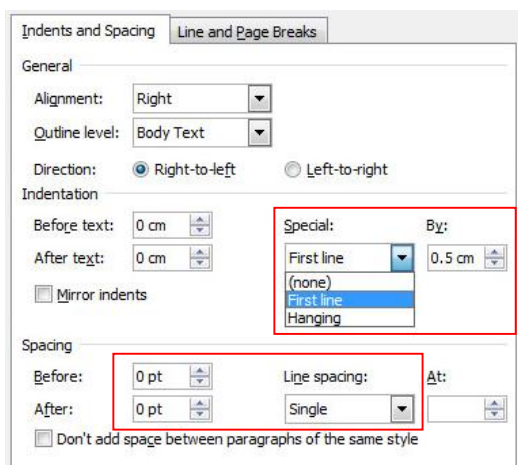 Indents and Spacing Line and Page Breaks
General
Alignment: Right
Outline level: Body Text
Direction: Right-to-left Left-to-right
Indentation
Before text: 0 cm Special: By:
After text: 0 cm First line 0.5 cm
(none)
Mirror indents First line
Hanging
Spacing
Before: 0 pt Line spacing: At:
After: 0 pt Single
Don't add space between paragraphs of the same style